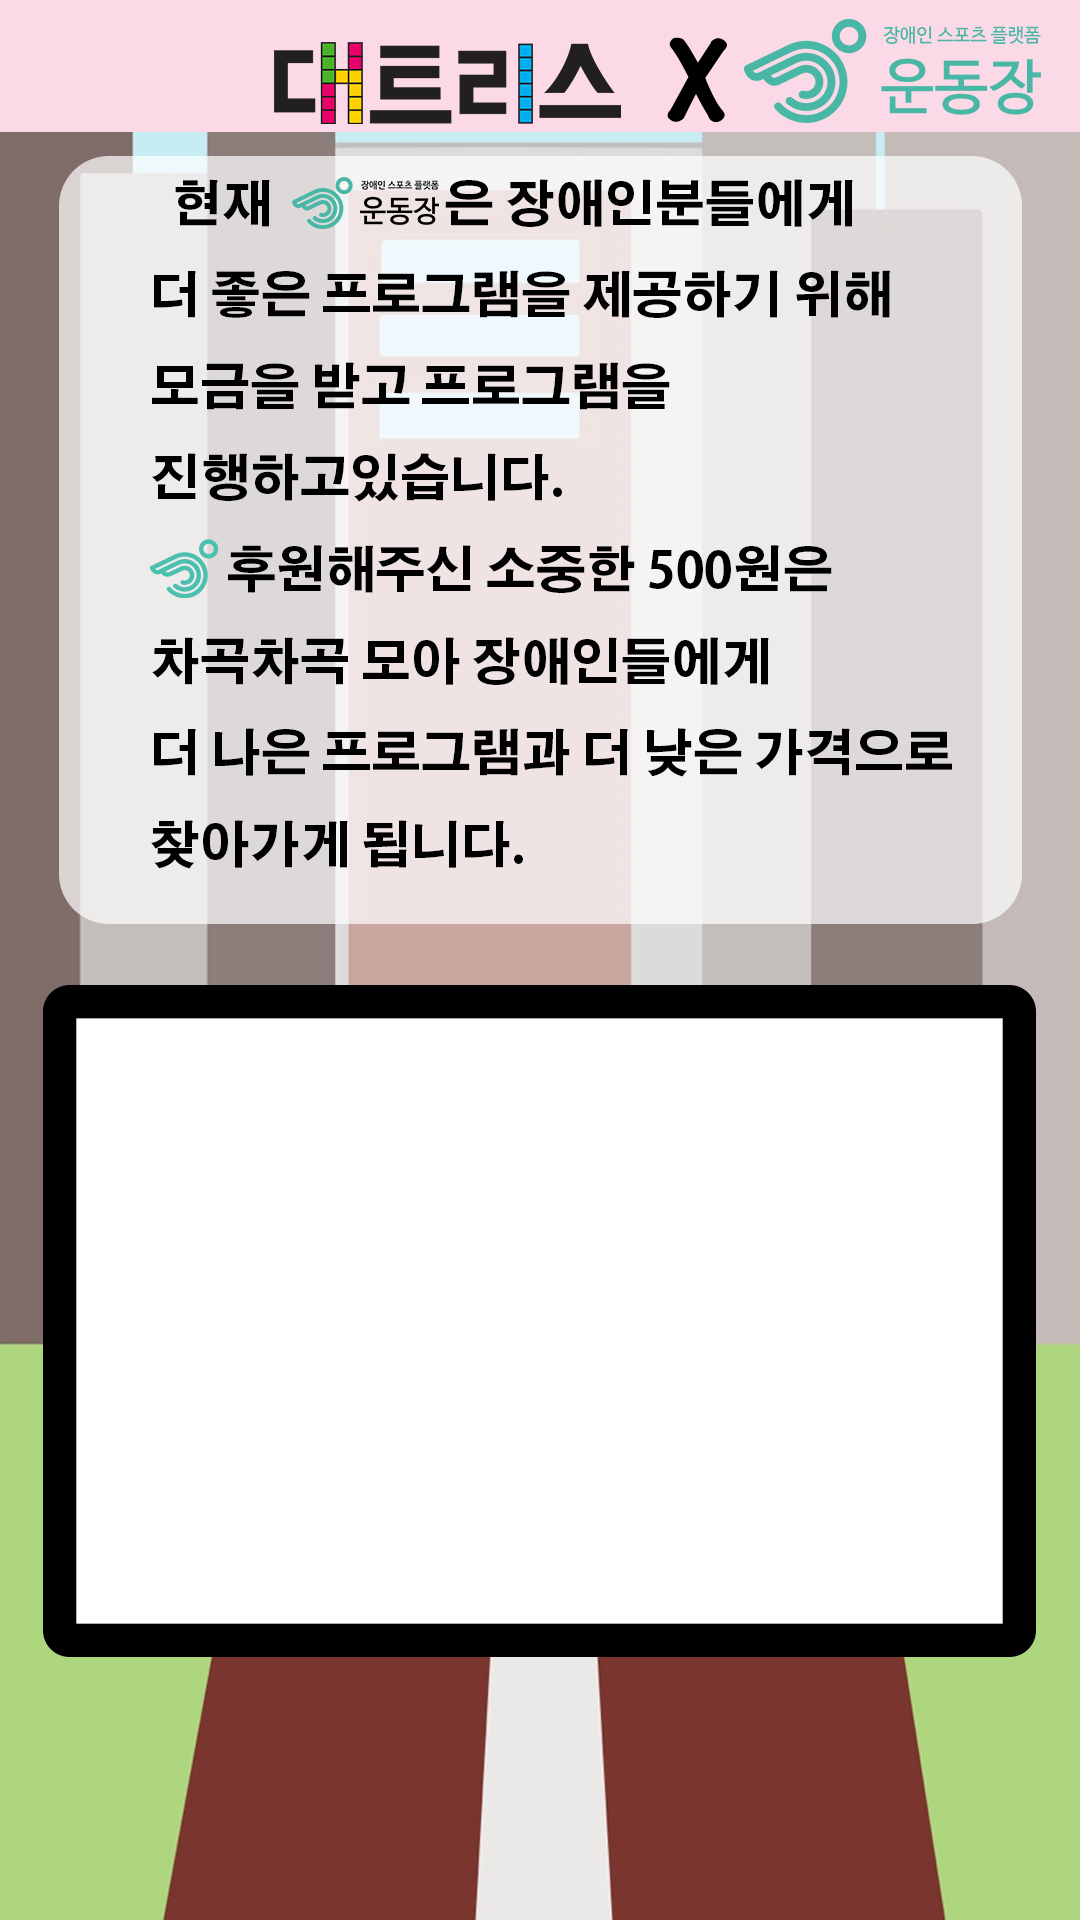 대트리스 X 장애인 스포츠 플랫폼
운동장
현재 장애인 스포츠 플랫폼 운동장은 장애인분들에게
더 좋은 프로그램을 제공하기 위해
모금을 받고 프로그램을
진행하고있습니다.
후원해주신 소중한 500원은
차곡차곡 모아 장애인들에게
더 나은 프로그램과 더 낮은 가격으로
찾아가게 됩니다.